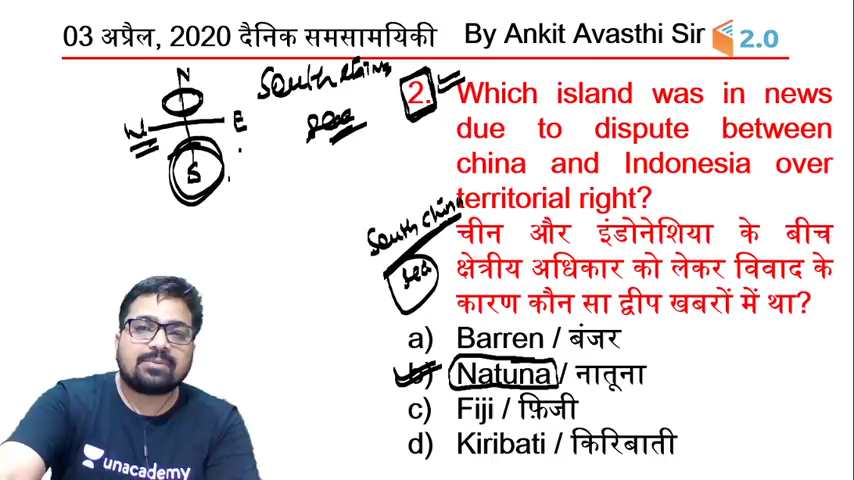 03 अप्रैल, 2020 दैनिक समसामयिकी By Ankit Avasthi Sir 2.0
N
W E
S
South China
sea
2. Which island was in news
due to dispute between
china and Indonesia over
territorial right?
South China
sea
चीन और इंडोनेशिया के बीच
क्षेत्रीय अधिकार को लेकर विवाद के
कारण कौन सा द्वीप खबरों में था?
a) Barren / बंजर
b) Natuna / नातूना
c) Fiji / फ़िजी
d) Kiribati / किरिबाती
unacademy